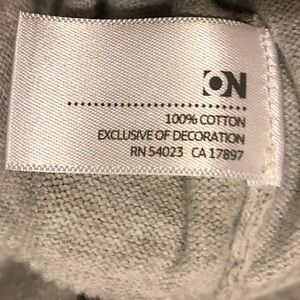 ON
100% COTTON
EXCLUSIVE OF DECORATION
RN 54023 CA 17897